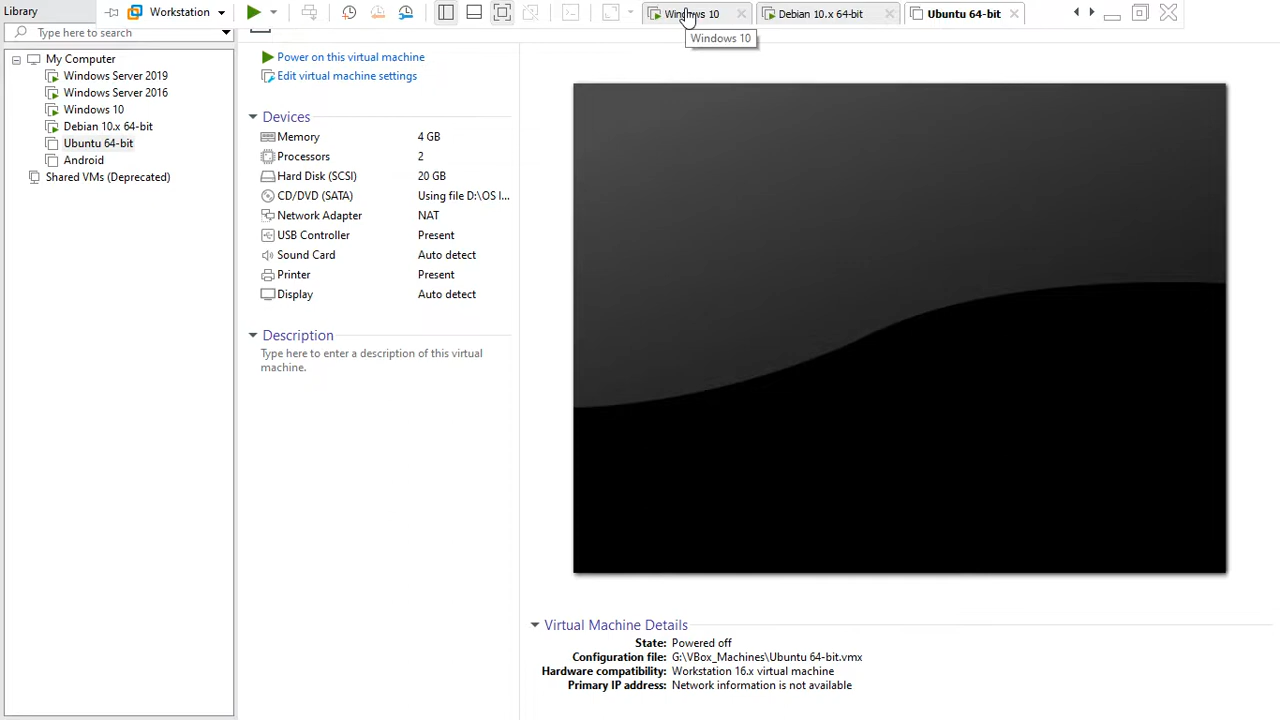 Library
Workstation
Windows 10
Debian 10.x 64-bit
Ubuntu 64-bit
Type here to search
Windows 10
My Computer
Windows Server 2019
Windows Server 2016
Windows 10
Debian 10.x 64-bit
Ubuntu 64-bit
Android
Shared VMs (Deprecated)
Power on this virtual machine
Edit virtual machine settings
Devices
Memory 4 GB
Processors 2
Hard Disk (SCSI) 20 GB
CD/DVD (SATA) Using file D:\OS I...
Network Adapter NAT
USB Controller Present
Sound Card Auto detect
Printer Present
Display Auto detect
Description
Type here to enter a description of this virtual
machine.
Virtual Machine Details
State: Powered off
Configuration file: G:\VBox_Machines\Ubuntu 64-bit.vmx
Hardware compatibility: Workstation 16.x virtual machine
Primary IP address: Network information is not available